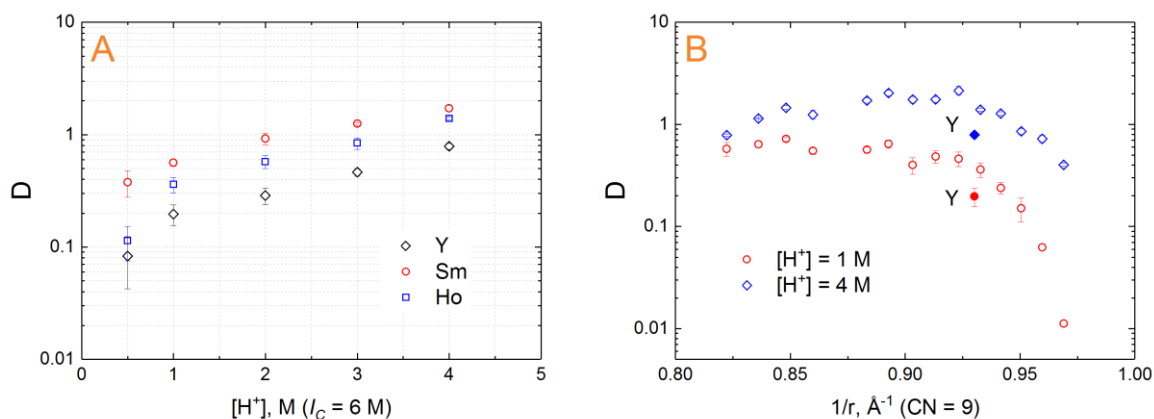 A
10
1
0.1
0.01
D
Y
Sm
Ho
0 1 2 3 4 5
[H⁺], M (I_C = 6 M)
B
10
1
0.1
0.01
D
Y
Y
[H⁺] = 1 M
[H⁺] = 4 M
0.80 0.85 0.90 0.95 1.00
1/r, Å⁻¹ (CN = 9)